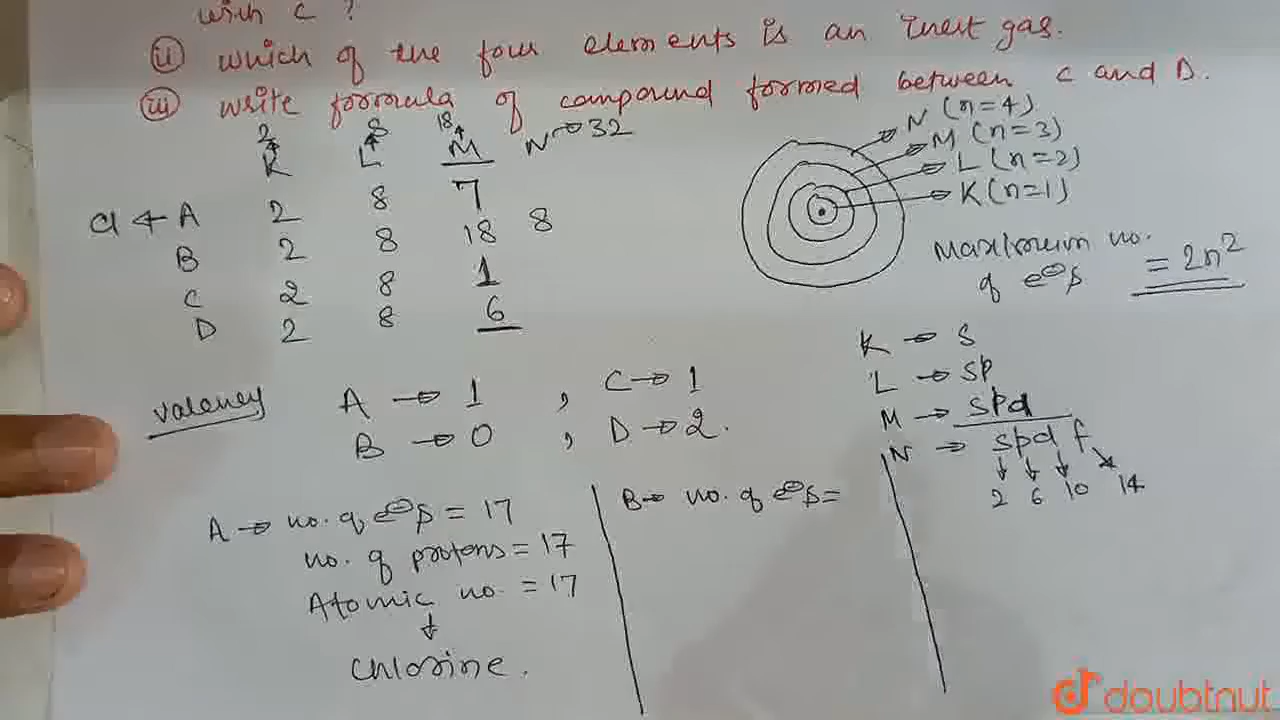 with c ?
(ii) which of the four elements is an inert gas.
(iii) write formula of compound formed between c and D.
2 8 18
K L M N → 32
Cl ← A 2 8 7
B 2 8 18 8
C 2 8 1
D 2 8 6
N (n=4)
M (n=3)
L (n=2)
K (n=1)
Maximum no.
of e⊖s = 2n²
K → s
L → sp
M → spd
N → spd f
2 6 10 14
valency A → 1 , C → 1
B → 0 , D → 2.
A → no. of e⊖s = 17
no. of protons = 17
Atomic no. = 17
↓
chlorine.
B → no. of e⊖s =
doubtnut